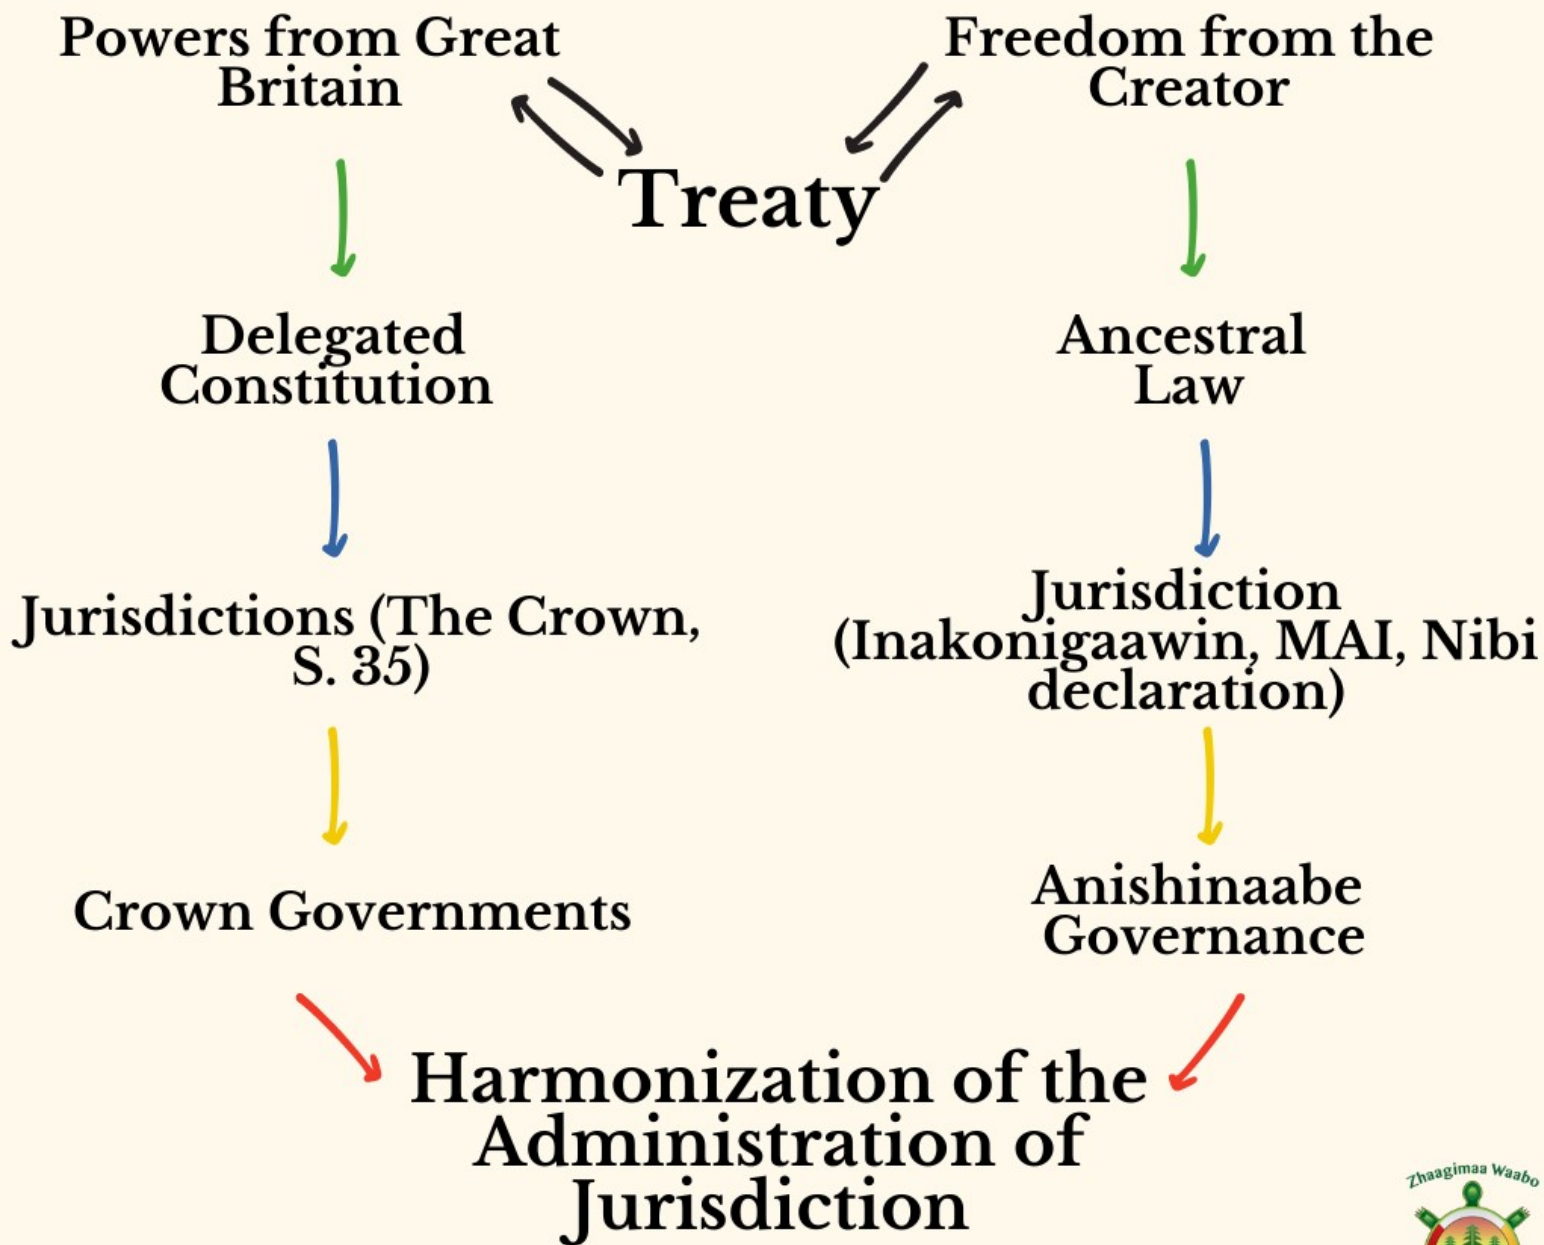 Powers from Great
Britain
Freedom from the
Creator
Treaty
Delegated
Constitution
Ancestral
Law
Jurisdictions (The Crown,
S. 35)
Jurisdiction
(Inakonigaawin, MAI, Nibi
declaration)
Crown Governments
Anishinaabe
Governance
Harmonization of the
Administration of
Jurisdiction
Zhaagimaa Waabo